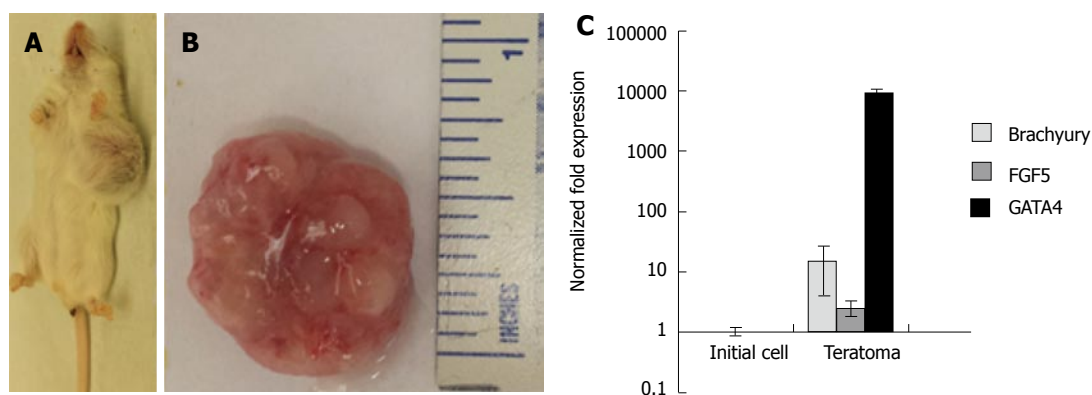 A
B
1
INCHES
C
Normalized fold expression
100000
10000
1000
100
10
1
0.1
Initial cell
Teratoma
Brachyury
FGF5
GATA4